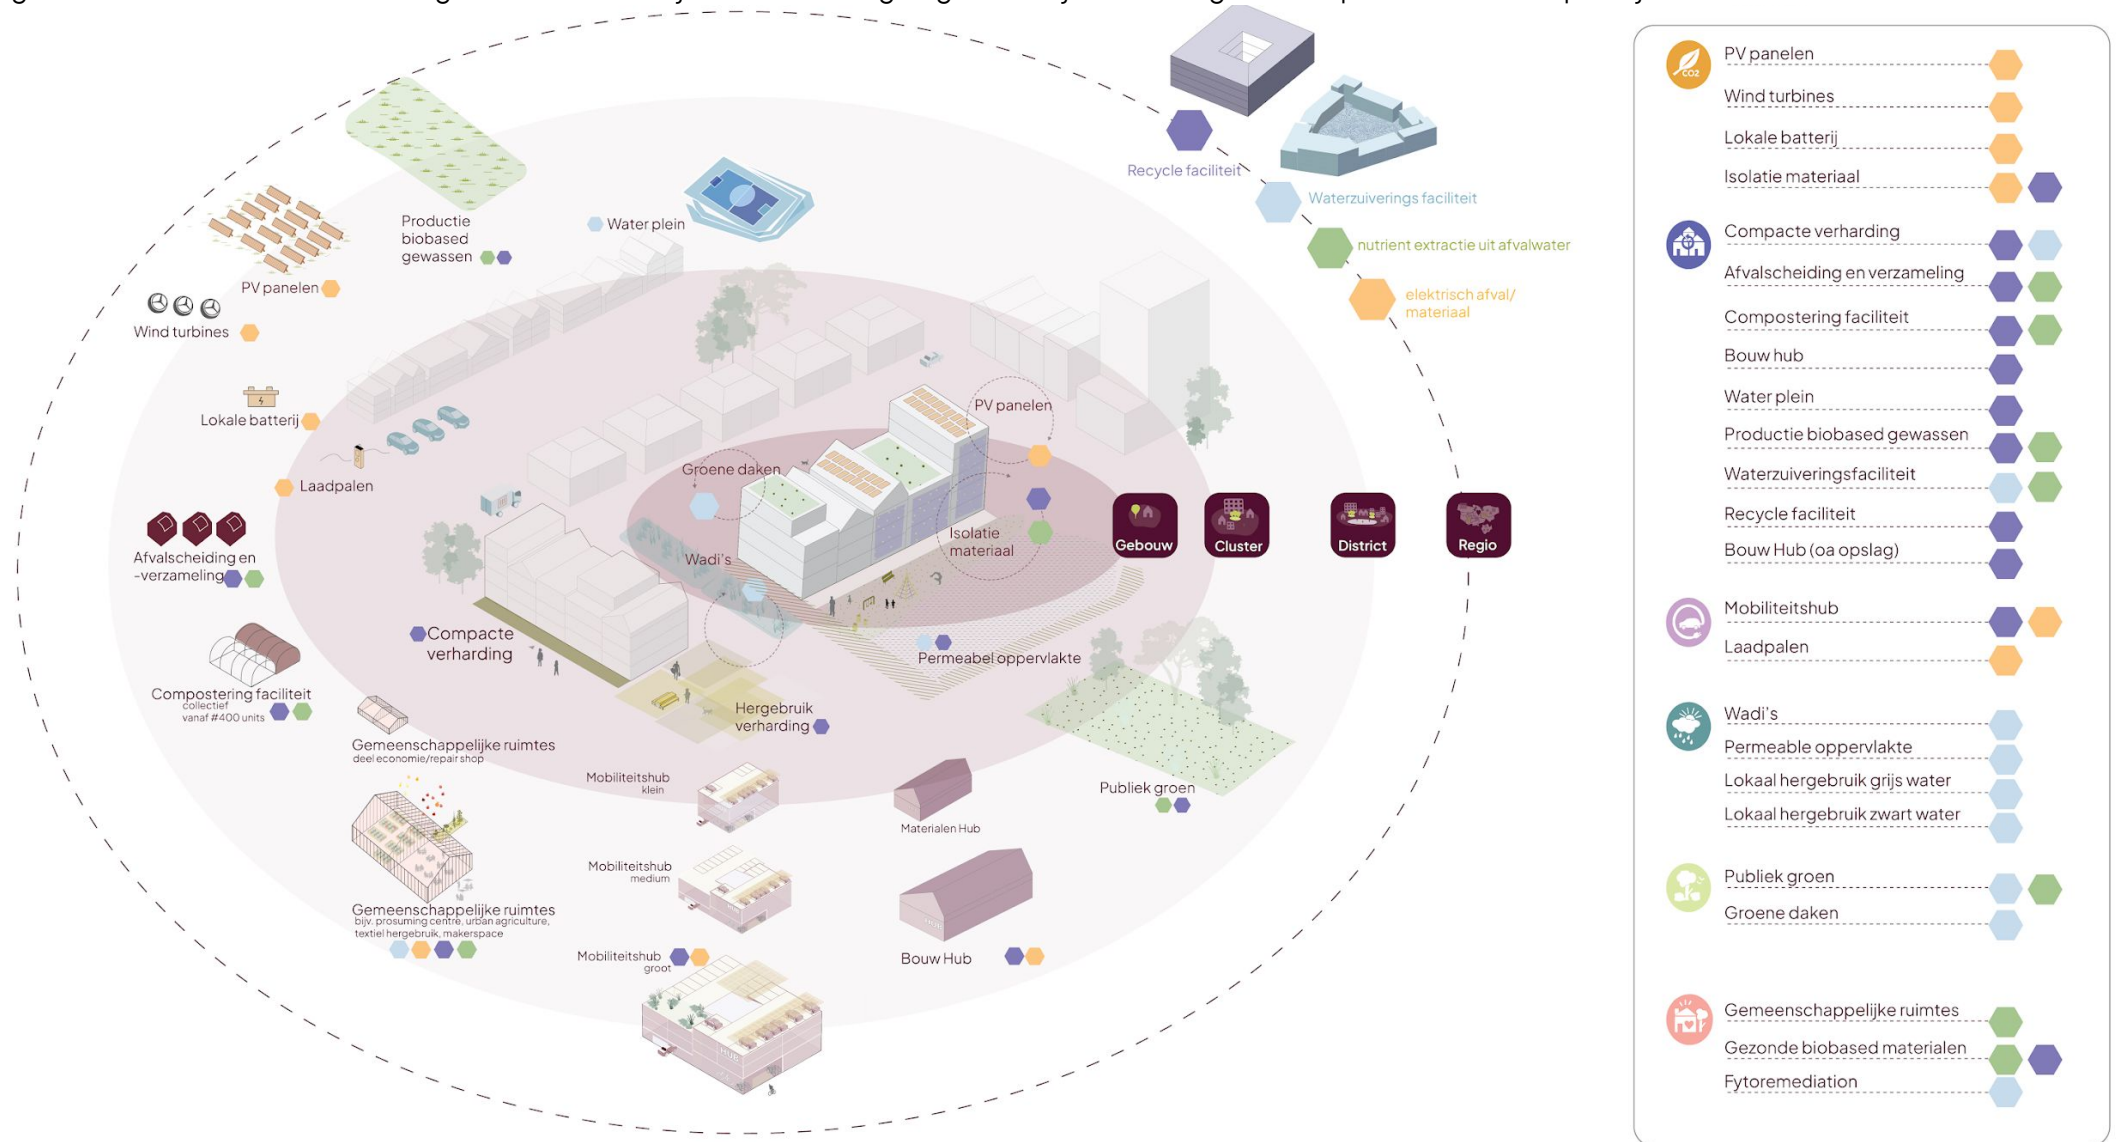 Recycle faciliteit
Waterzuiverings faciliteit
nutrient extractie uit afvalwater
elektrisch afval/
materiaal
Productie
biobased
gewassen
Water plein
PV panelen
Wind turbines
Lokale batterij
Laadpalen
PV panelen
Groene daken
Isolatie
materiaal
Wadi's
Gebouw
Cluster
District
Regio
Afvalscheiding en
-verzameling
Compacte
verharding
Permeabel oppervlakte
Compostering faciliteit
collectief
vanaf #400 units
Hergebruik
verharding
Gemeenschappelijke ruimtes
deel economie/repair shop
Mobiliteitshub
klein
Materialen Hub
Publiek groen
Mobiliteitshub
medium
Gemeenschappelijke ruimtes
bijv. prosuming centre, urban agriculture,
textiel hergebruik, makerspace
Mobiliteitshub
groot
HUB
Bouw Hub
HUB
CO2
PV panelen
Wind turbines
Lokale batterij
Isolatie materiaal
Compacte verharding
Afvalscheiding en verzameling
Compostering faciliteit
Bouw hub
Water plein
Productie biobased gewassen
Waterzuiveringsfaciliteit
Recycle faciliteit
Bouw Hub (oa opslag)
Mobiliteitshub
Laadpalen
Wadi's
Permeable oppervlakte
Lokaal hergebruik grijs water
Lokaal hergebruik zwart water
Publiek groen
Groene daken
Gemeenschappelijke ruimtes
Gezonde biobased materialen
Fytoremediation